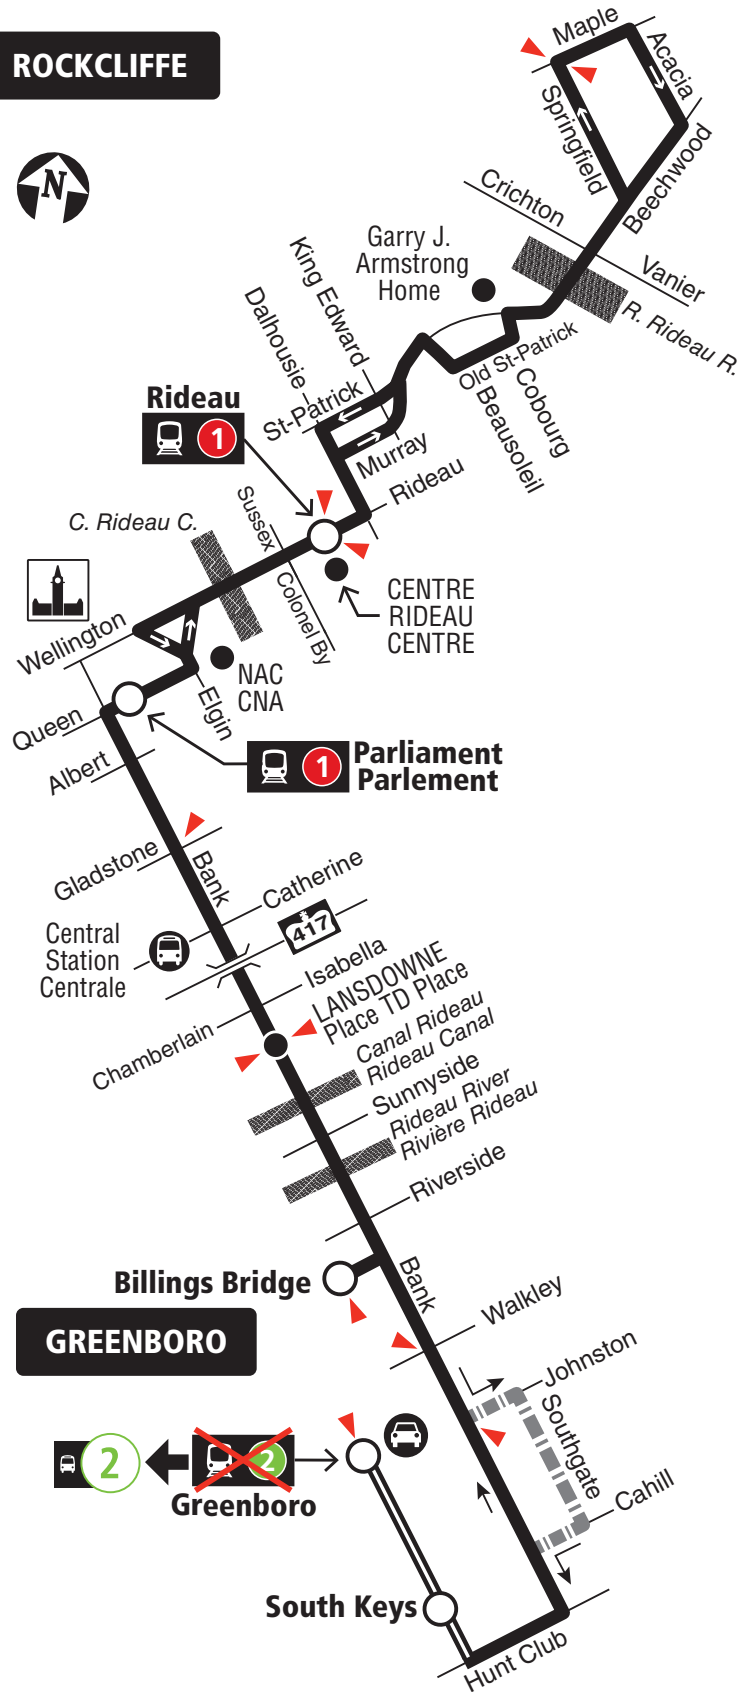 ROCKCLIFFE
N
Maple
Acacia
Springfield
Beechwood
Crichton
Vanier
R. Rideau R.
Garry J.
Armstrong
Home
King Edward
Dalhousie
St-Patrick
Old St-Patrick
Cobourg
Beausoleil
Murray
Rideau
Rideau
1
Sussex
C. Rideau C.
Colonel By
CENTRE
RIDEAU
CENTRE
Wellington
NAC
CNA
Elgin
Queen
Albert
1
Parliament
Parlement
Gladstone
Bank
Catherine
417
Central
Station
Centrale
Isabella
Chamberlain
LANSDOWNE
Place TD Place
Canal Rideau
Rideau Canal
Sunnyside
Rideau River
Rivière Rideau
Riverside
Billings Bridge
Bank
Walkley
GREENBORO
Johnston
Southgate
Cahill
2
2
Greenboro
South Keys
Hunt Club